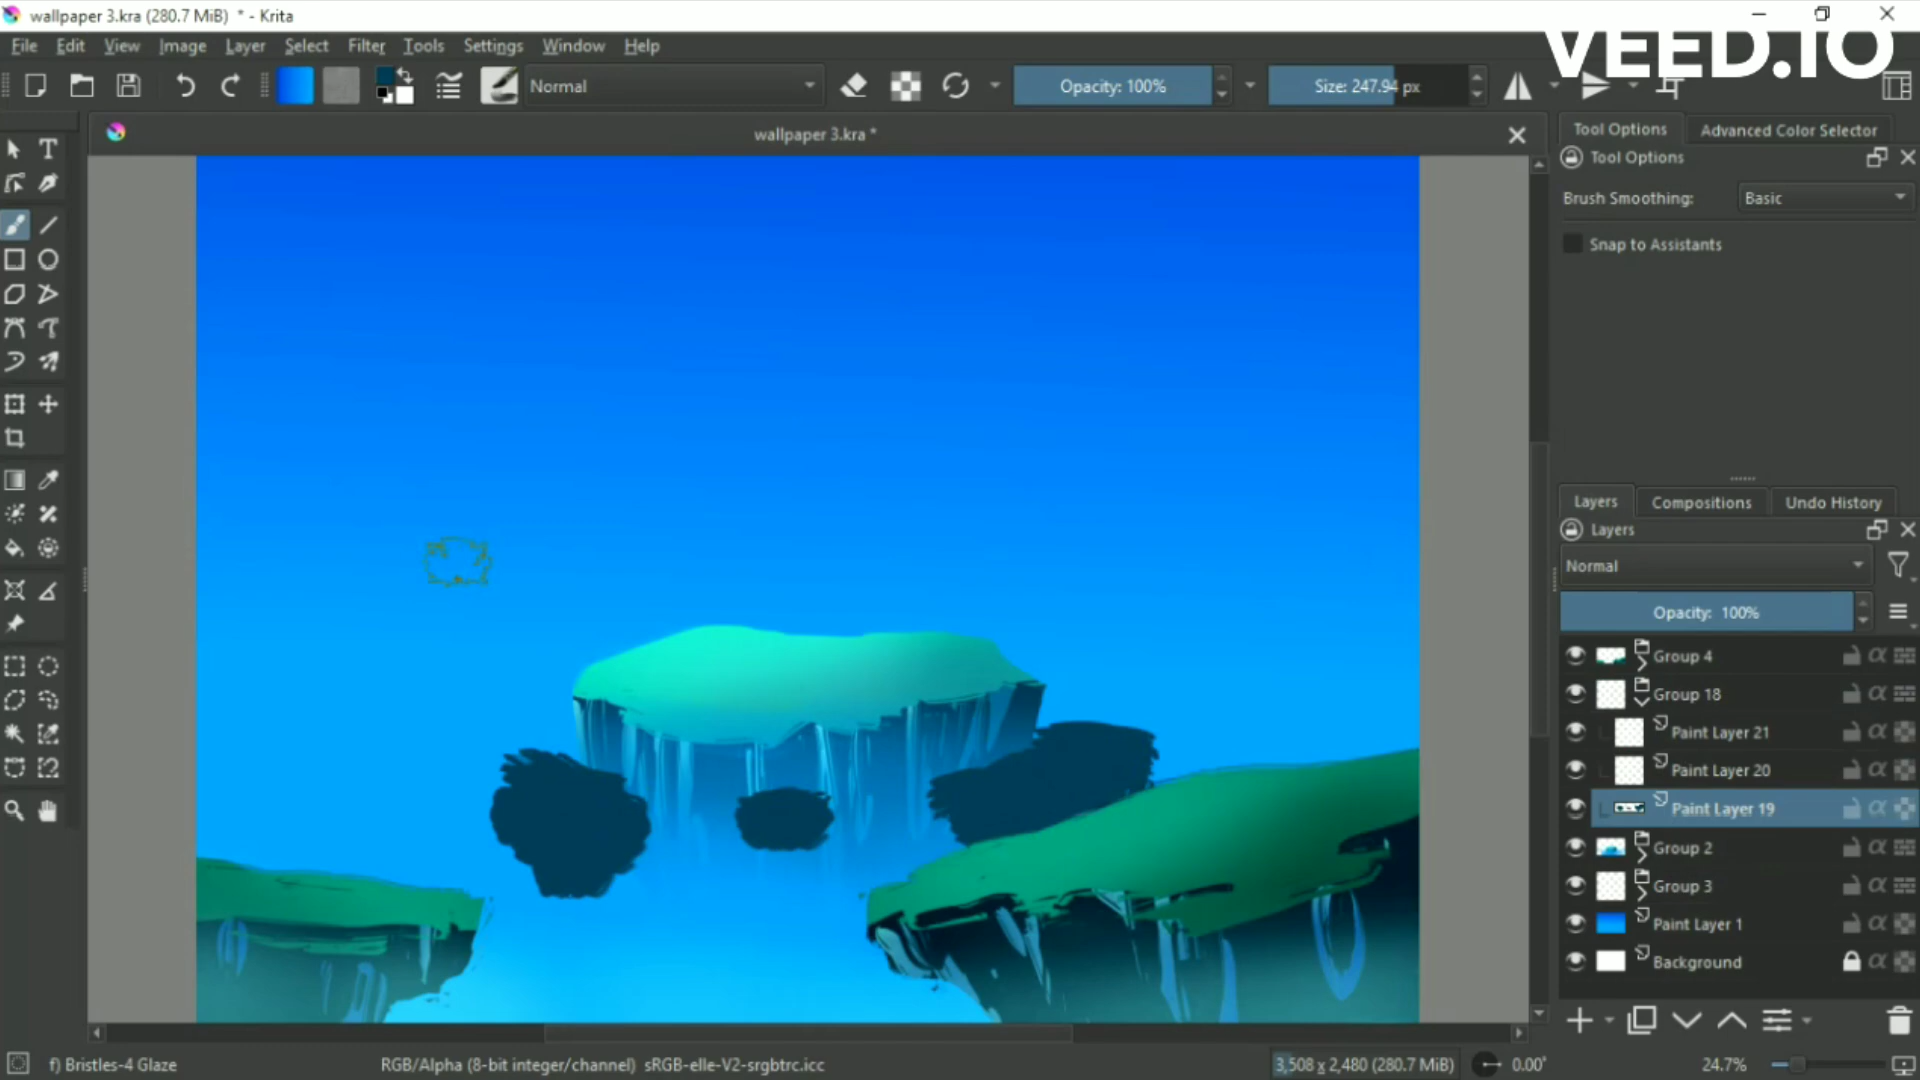 wallpaper 3.kra (280.7 MiB) * - Krita
File Edit View Image Layer Select Filter Tools Settings Window Help
VEED.IO
Normal
Opacity: 100%
Size: 247.94 px
wallpaper 3.kra *
Tool Options
Advanced Color Selector
Tool Options
Brush Smoothing:
Basic
Snap to Assistants
Layers
Compositions
Undo History
Layers
Normal
Opacity: 100%
Group 4
Group 18
Paint Layer 21
Paint Layer 20
Paint Layer 19
Group 2
Group 3
Paint Layer 1
Background
f) Bristles-4 Glaze
RGB/Alpha (8-bit integer/channel) sRGB-elle-V2-srgbtrc.icc
3,508 x 2,480 (280.7 MiB)
0.00°
24.7%